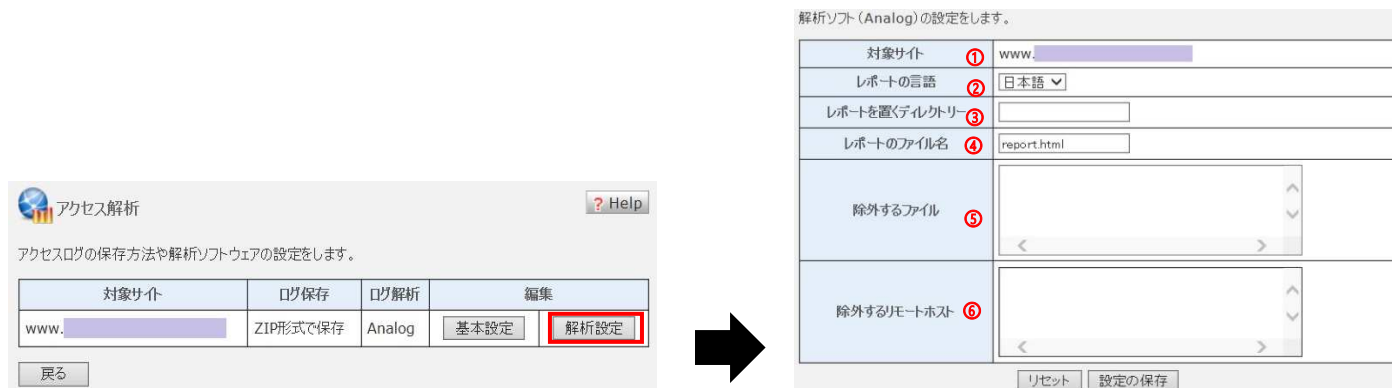 アクセス解析
? Help
アクセスログの保存方法や解析ソフトウェアの設定をします。
対象サイト ログ保存 ログ解析 編集
www. ZIP形式で保存 Analog 基本設定 解析設定
戻る
解析ソフト（Analog）の設定をします。
対象サイト ① www.
レポートの言語 ② 日本語
レポートを置くディレクトリー ③
レポートのファイル名 ④ report.html
除外するファイル ⑤
除外するリモートホスト ⑥
リセット 設定の保存